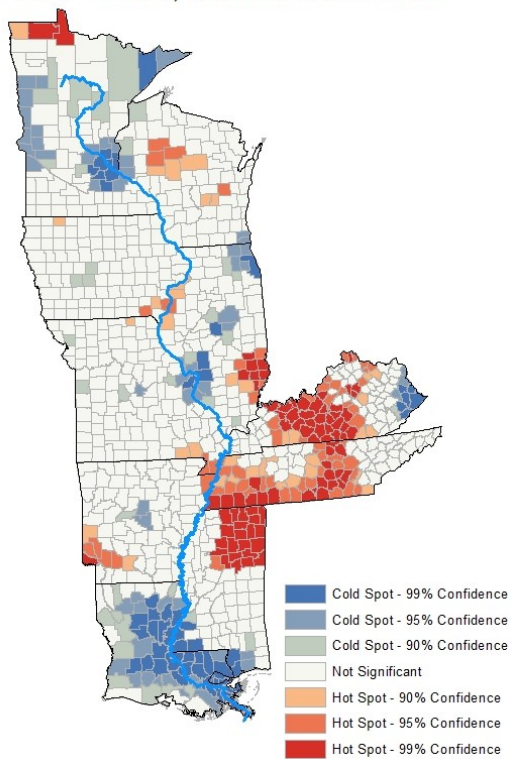 Cold Spot - 99% Confidence
Cold Spot - 95% Confidence
Cold Spot - 90% Confidence
Not Significant
Hot Spot - 90% Confidence
Hot Spot - 95% Confidence
Hot Spot - 99% Confidence